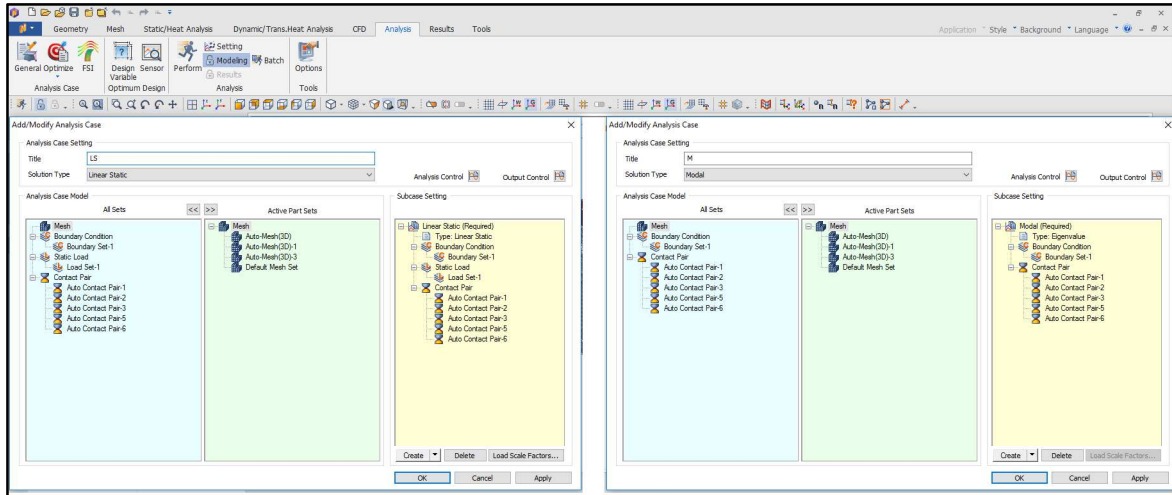 Geometry Mesh Static/Heat Analysis Dynamic/Trans.Heat Analysis CFD Analysis Results Tools Application Style Background Language
General Optimize FSI Design Variable Sensor Perform Setting Modeling Batch Results Options
Analysis Case Optimum Design Analysis Tools
Add/Modify Analysis Case
Analysis Case Setting
Title LS
Solution Type Linear Static Analysis Control Output Control
Analysis Case Model
All Sets << >> Active Part Sets
Mesh
Boundary Condition
Boundary Set-1
Static Load
Load Set-1
Contact Pair
Auto Contact Pair-1
Auto Contact Pair-2
Auto Contact Pair-3
Auto Contact Pair-5
Auto Contact Pair-6
Mesh
Auto-Mesh(3D)
Auto-Mesh(3D)-1
Auto-Mesh(3D)-3
Default Mesh Set
Subcase Setting
Linear Static (Required)
Type: Linear Static
Boundary Condition
Boundary Set-1
Static Load
Load Set-1
Contact Pair
Auto Contact Pair-1
Auto Contact Pair-2
Auto Contact Pair-3
Auto Contact Pair-5
Auto Contact Pair-6
Create Delete Load Scale Factors...
OK Cancel Apply
Add/Modify Analysis Case
Analysis Case Setting
Title M
Solution Type Modal Analysis Control Output Control
Analysis Case Model
All Sets << >> Active Part Sets
Mesh
Boundary Condition
Boundary Set-1
Contact Pair
Auto Contact Pair-1
Auto Contact Pair-2
Auto Contact Pair-3
Auto Contact Pair-5
Auto Contact Pair-6
Mesh
Auto-Mesh(3D)
Auto-Mesh(3D)-1
Auto-Mesh(3D)-3
Default Mesh Set
Subcase Setting
Modal (Required)
Type: Eigenvalue
Boundary Condition
Boundary Set-1
Contact Pair
Auto Contact Pair-1
Auto Contact Pair-2
Auto Contact Pair-3
Auto Contact Pair-5
Auto Contact Pair-6
Create Delete Load Scale Factors...
OK Cancel Apply